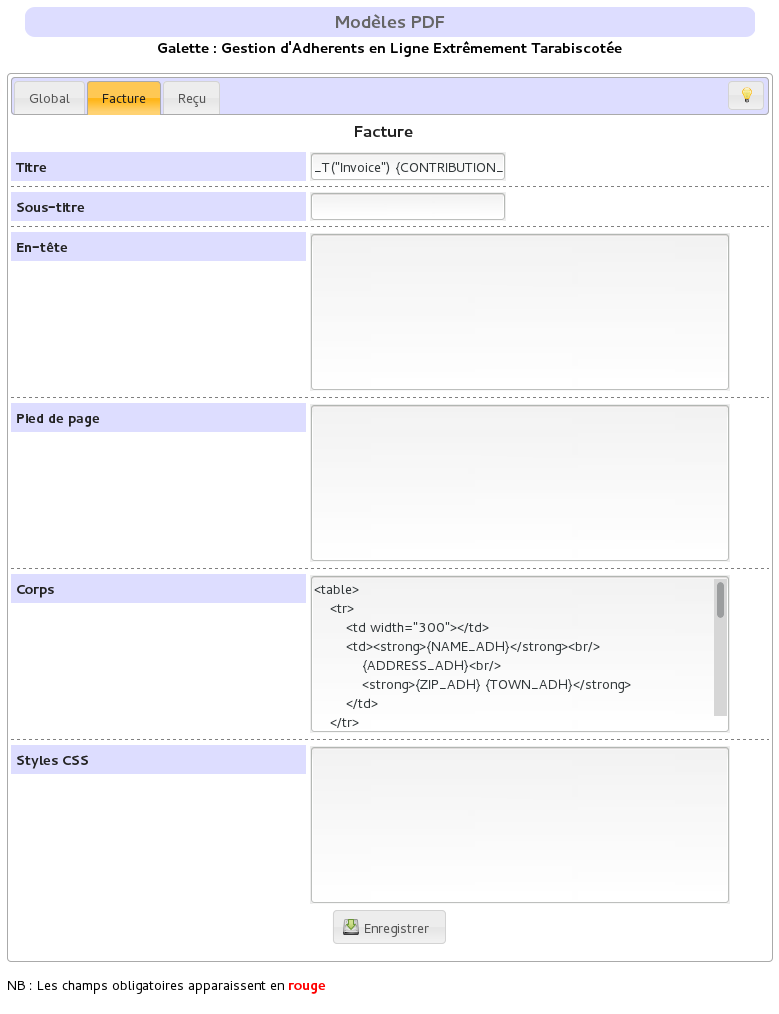 Modèles PDF
Galette : Gestion d'Adherents en Ligne Extrêmement Tarabiscotée
Global Facture Reçu
Facture
Titre _T("Invoice") {CONTRIBUTION_
Sous-titre
En-tête
Pied de page
Corps
<table>
<tr>
<td width="300"></td>
<td><strong>{NAME_ADH}</strong><br/>
{ADDRESS_ADH}<br/>
<strong>{ZIP_ADH} {TOWN_ADH}</strong>
</td>
</tr>
Styles CSS
Enregistrer
NB : Les champs obligatoires apparaissent en rouge